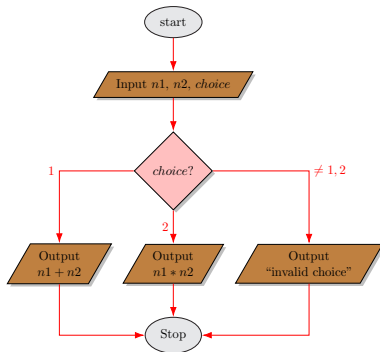 start
Input n1, n2, choice
choice?
1
≠ 1, 2
2
Output
n1 + n2
Output
n1 ∗ n2
Output
“invalid choice”
Stop